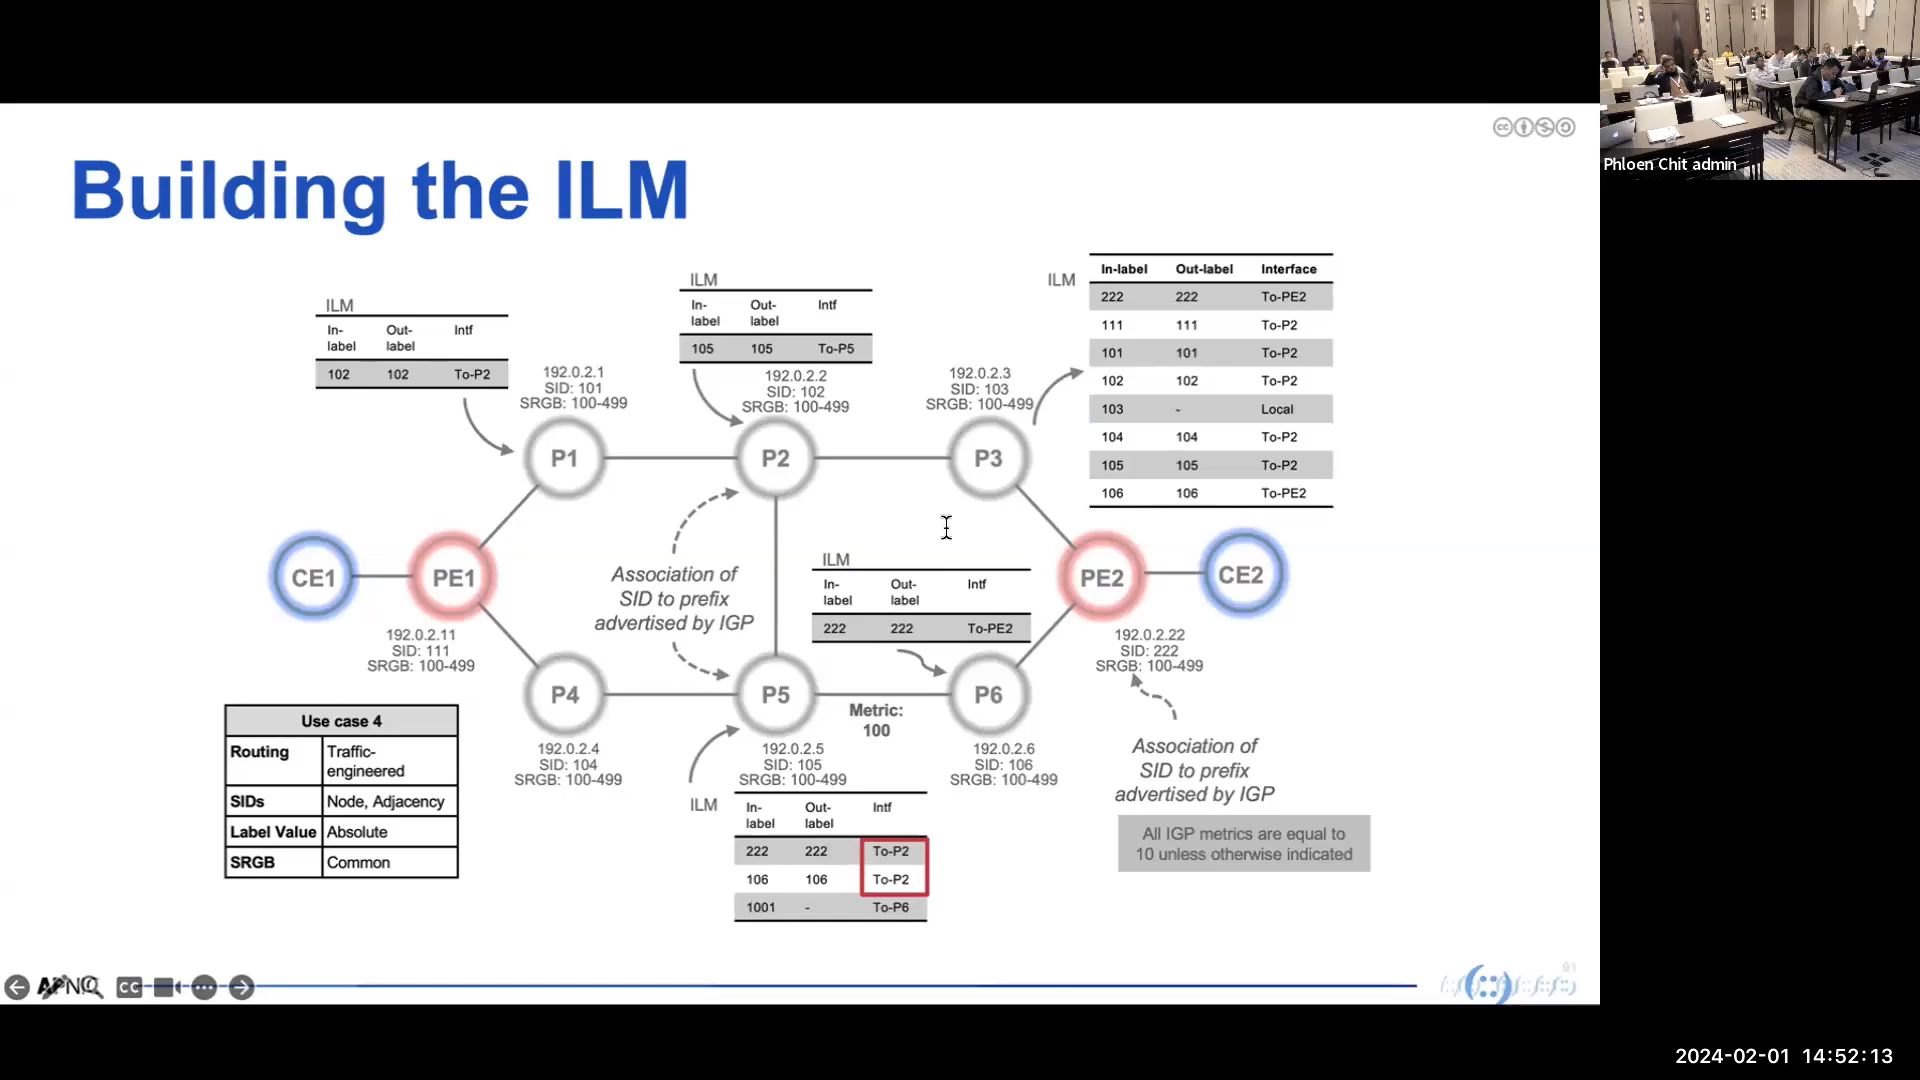 Phloen Chit admin
Building the ILM
ILM
In-label Out-label Intf
102 102 To-P2
ILM
In-label Out-label Intf
105 105 To-P5
ILM
In-label Out-label Interface
222 222 To-PE2
111 111 To-P2
101 101 To-P2
102 102 To-P2
103 - Local
104 104 To-P2
105 105 To-P2
106 106 To-PE2
192.0.2.1
SID: 101
SRGB: 100-499
192.0.2.2
SID: 102
SRGB: 100-499
192.0.2.3
SID: 103
SRGB: 100-499
P1
P2
P3
CE1
PE1
PE2
CE2
Association of
SID to prefix
advertised by IGP
ILM
In-label Out-label Intf
222 222 To-PE2
192.0.2.11
SID: 111
SRGB: 100-499
192.0.2.22
SID: 222
SRGB: 100-499
P4
P5
P6
Metric:
100
192.0.2.4
SID: 104
SRGB: 100-499
192.0.2.5
SID: 105
SRGB: 100-499
192.0.2.6
SID: 106
SRGB: 100-499
Association of
SID to prefix
advertised by IGP
All IGP metrics are equal to
10 unless otherwise indicated
Use case 4
Routing Traffic-engineered
SIDs Node, Adjacency
Label Value Absolute
SRGB Common
ILM
In-label Out-label Intf
222 222 To-P2
106 106 To-P2
1001 - To-P6
APNIC
CC
2024-02-01 14:52:13